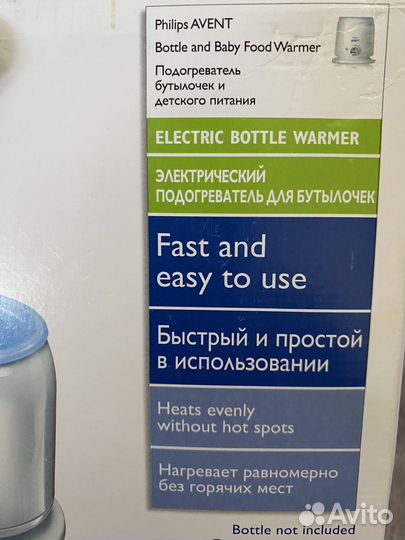 Philips AVENT
Bottle and Baby Food Warmer
Подогреватель
бутылочек и
детского питания
ELECTRIC BOTTLE WARMER
ЭЛЕКТРИЧЕСКИЙ
ПОДОГРЕВАТЕЛЬ ДЛЯ БУТЫЛОЧЕК
Fast and
easy to use
Быстрый и простой
в использовании
Heats evenly
without hot spots
Нагревает равномерно
без горячих мест
Bottle not included
Avito